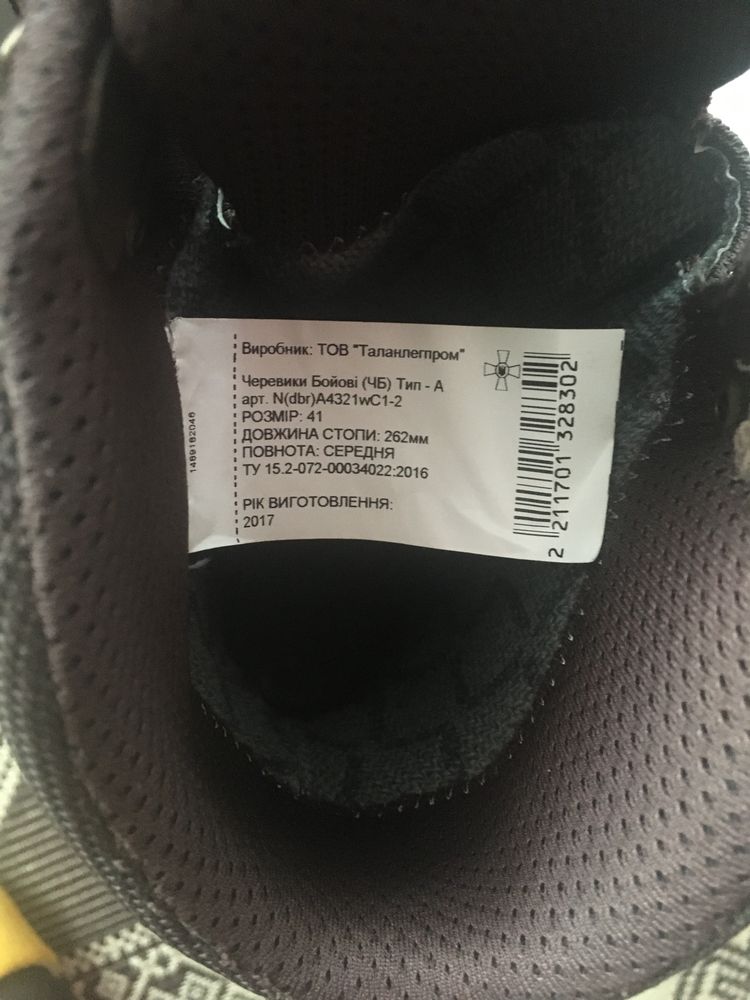 Виробник: ТОВ "Таланлегпром"
Черевики Бойові (ЧБ) Тип - А
арт. N(dbr)A4321wC1-2
РОЗМІР: 41
ДОВЖИНА СТОПИ: 262мм
ПОВНОТА: СЕРЕДНЯ
ТУ 15.2-072-00034022:2016
РІК ВИГОТОВЛЕННЯ:
2017
2 211701 328302
1489182046